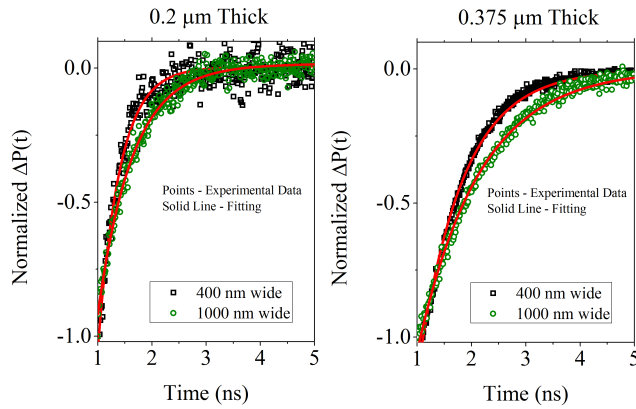 0.2 μm Thick
0.0
-0.5
-1.0
Normalized ΔP(t)
Points - Experimental Data
Solid Line - Fitting
400 nm wide
1000 nm wide
1 2 3 4 5
Time (ns)
0.375 μm Thick
0.0
-0.5
-1.0
Normalized ΔP(t)
Points - Experimental Data
Solid Line - Fitting
400 nm wide
1000 nm wide
1 2 3 4 5
Time (ns)